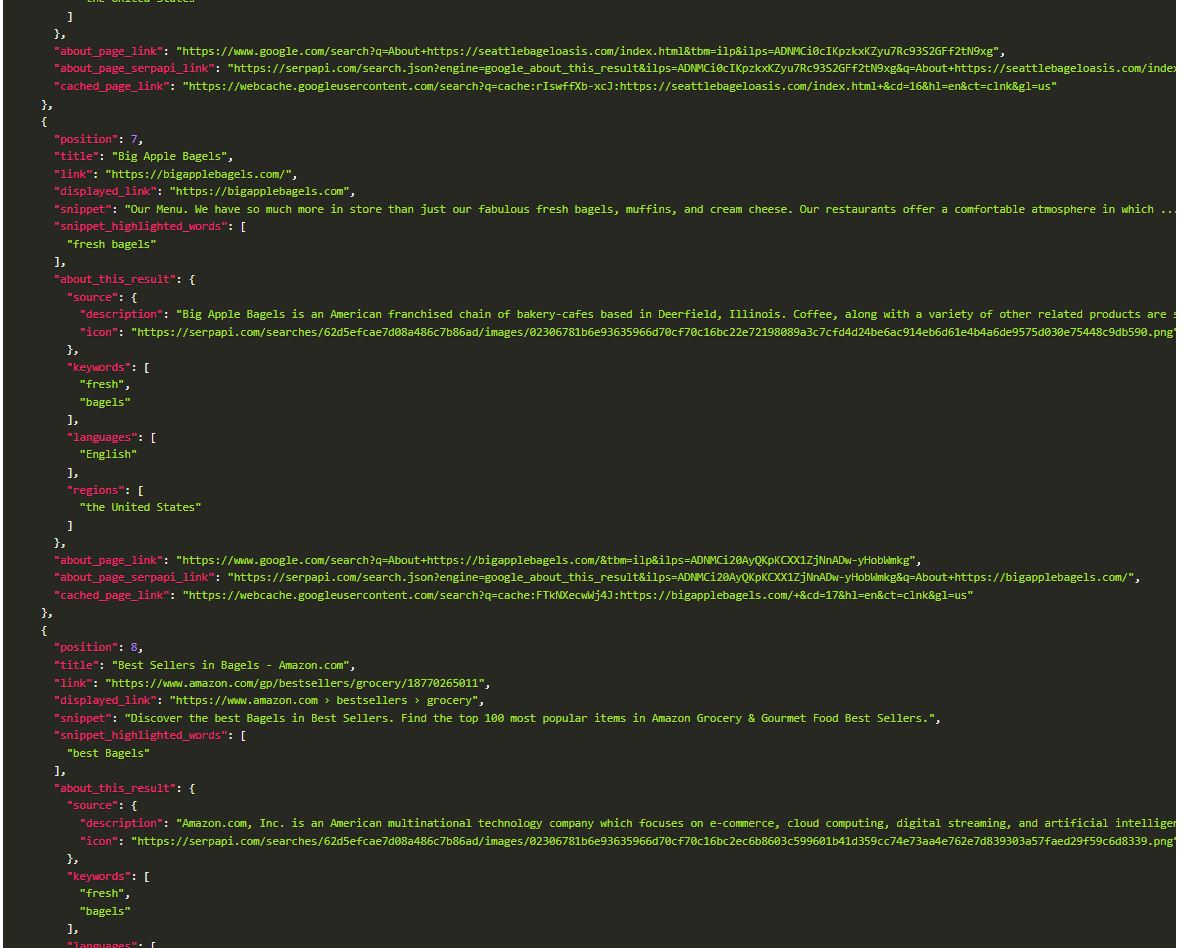 the United States"
]
},
"about_page_link": "https://www.google.com/search?q=About+https://seattlebageloasis.com/index.html&tbm=ilp&ilps=ADNMCi0cIKpzkxKZyu7Rc93S2GFf2tN9xg",
"about_page_serpapi_link": "https://serpapi.com/search.json?engine=google_about_this_result&ilps=ADNMCi0cIKpzkxKZyu7Rc93S2GFf2tN9xg&q=About+https://seattlebageloasis.com/inde
"cached_page_link": "https://webcache.googleusercontent.com/search?q=cache:rIswffXb-xcJ:https://seattlebageloasis.com/index.html+&cd=16&hl=en&ct=clnk&gl=us"
},
{
"position": 7,
"title": "Big Apple Bagels",
"link": "https://bigapplebagels.com/",
"displayed_link": "https://bigapplebagels.com",
"snippet": "Our Menu. We have so much more in store than just our fabulous fresh bagels, muffins, and cream cheese. Our restaurants offer a comfortable atmosphere in which ...
"snippet_highlighted_words": [
"fresh bagels"
],
"about_this_result": {
"source": {
"description": "Big Apple Bagels is an American franchised chain of bakery-cafes based in Deerfield, Illinois. Coffee, along with a variety of other related products are s
"icon": "https://serpapi.com/searches/62d5efcae7d08a486c7b86ad/images/02306781b6e93635966d70cf70c16bc22e72198089a3c7cfd4d24be6ac914eb6d61e4b4a6de9575d030e75448c9db590.png"
},
"keywords": [
"fresh",
"bagels"
],
"languages": [
"English"
],
"regions": [
"the United States"
]
},
"about_page_link": "https://www.google.com/search?q=About+https://bigapplebagels.com/&tbm=ilp&ilps=ADNMCi20AyQKpKCXX1ZjNnADw-yHobWmkg",
"about_page_serpapi_link": "https://serpapi.com/search.json?engine=google_about_this_result&ilps=ADNMCi20AyQKpKCXX1ZjNnADw-yHobWmkg&q=About+https://bigapplebagels.com/",
"cached_page_link": "https://webcache.googleusercontent.com/search?q=cache:FTkNXecwWj4J:https://bigapplebagels.com/+&cd=17&hl=en&ct=clnk&gl=us"
},
{
"position": 8,
"title": "Best Sellers in Bagels - Amazon.com",
"link": "https://www.amazon.com/gp/bestsellers/grocery/18770265011",
"displayed_link": "https://www.amazon.com › bestsellers › grocery",
"snippet": "Discover the best Bagels in Best Sellers. Find the top 100 most popular items in Amazon Grocery & Gourmet Food Best Sellers.",
"snippet_highlighted_words": [
"best Bagels"
],
"about_this_result": {
"source": {
"description": "Amazon.com, Inc. is an American multinational technology company which focuses on e-commerce, cloud computing, digital streaming, and artificial intelliger
"icon": "https://serpapi.com/searches/62d5efcae7d08a486c7b86ad/images/02306781b6e93635966d70cf70c16bc2ec6b8603c599601b41d359cc74e73aa4e762e7d839303a57faed29f59c6d8339.png"
},
"keywords": [
"fresh",
"bagels"
],
"languages": [